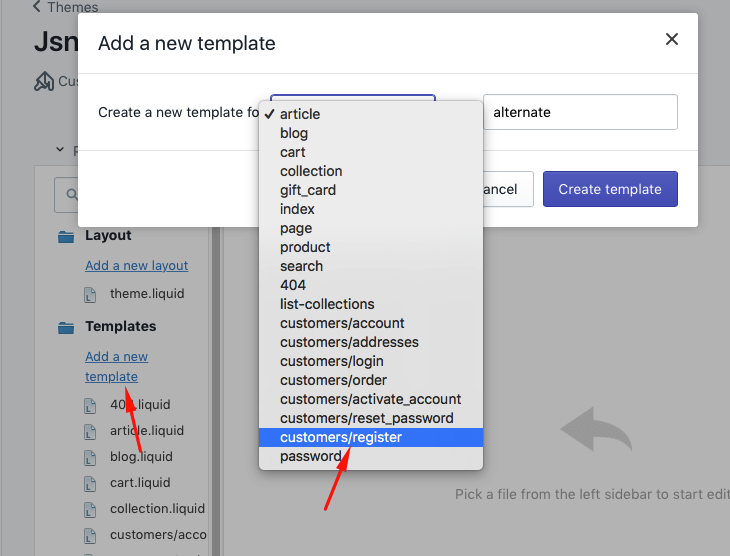 Themes
Jsn
Add a new template
Cus
Create a new template fo
alternate
article
blog
cart
collection
gift_card
index
page
product
search
404
list-collections
customers/account
customers/addresses
customers/login
customers/order
customers/activate_account
customers/reset_password
customers/register
password
ancel
Create template
Layout
Add a new layout
theme.liquid
Templates
Add a new
template
404.liquid
article.liquid
blog.liquid
cart.liquid
collection.liquid
customers/acco
Pick a file from the left sidebar to start edit